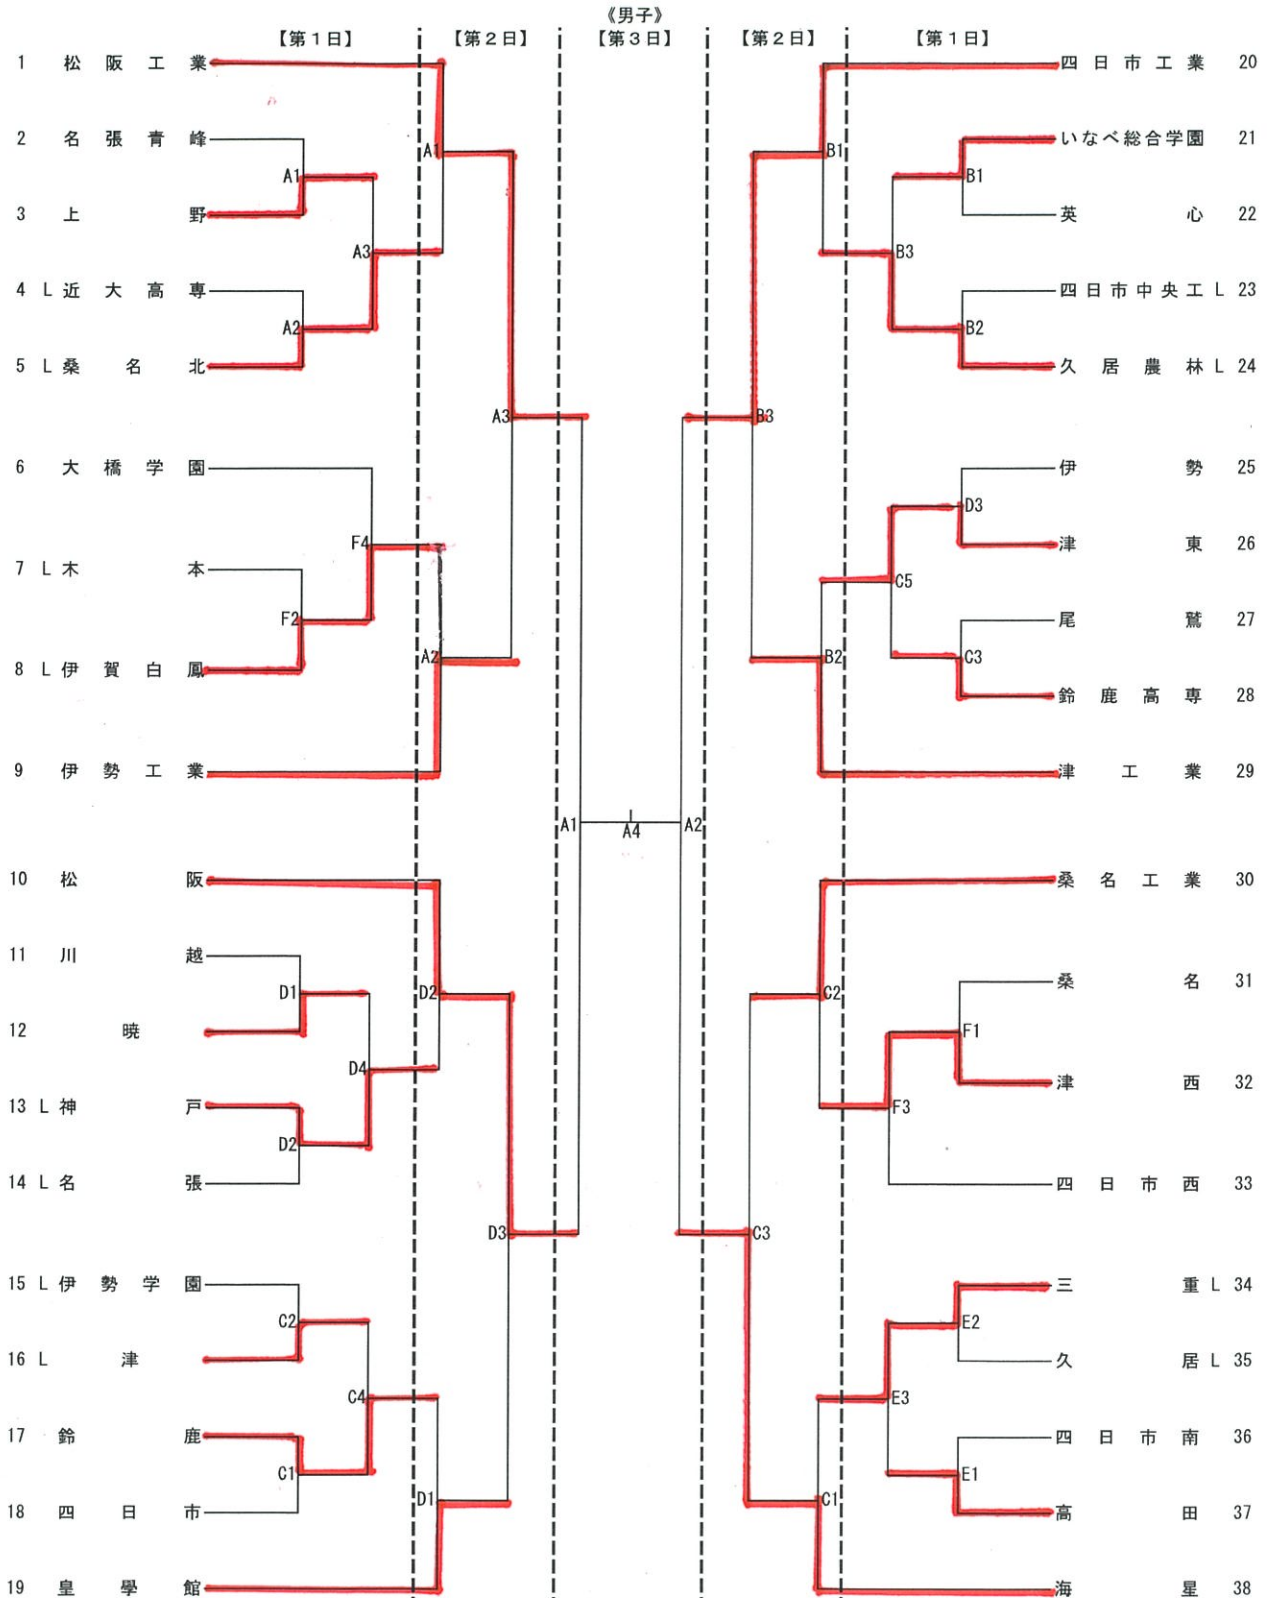 《男子》
【第1日】 【第2日】 【第3日】 【第2日】 【第1日】
1 松阪工業
2 名張青峰
A1
3 上野
A1
A3
4 L 近大高専
A2
5 L 桑名北
A3
6 大橋学園
F4
7 L 木本
F2
8 L 伊賀白鳳
A2
9 伊勢工業
A1
10 松阪
11 川越
D1
12 暁
D2
D4
13 L 神戸
D2
14 L 名張
D3
15 L 伊勢学園
C2
16 L 津
C4
17 鈴鹿
C1
18 四日市
D1
19 皇學館
A4
四日市工業 20
いなべ総合学園 21
B1
英心 22
B1
B3
四日市中央工 L 23
B2
久居農林 L 24
B3
伊勢 25
D3
津東 26
C5
尾鷲 27
C3
鈴鹿高専 28
B2
津工業 29
A2
桑名工業 30
桑名 31
C2
F1
津西 32
F3
四日市西 33
C3
三重 L 34
E2
久居 L 35
E3
四日市南 36
E1
高田 37
C1
海星 38